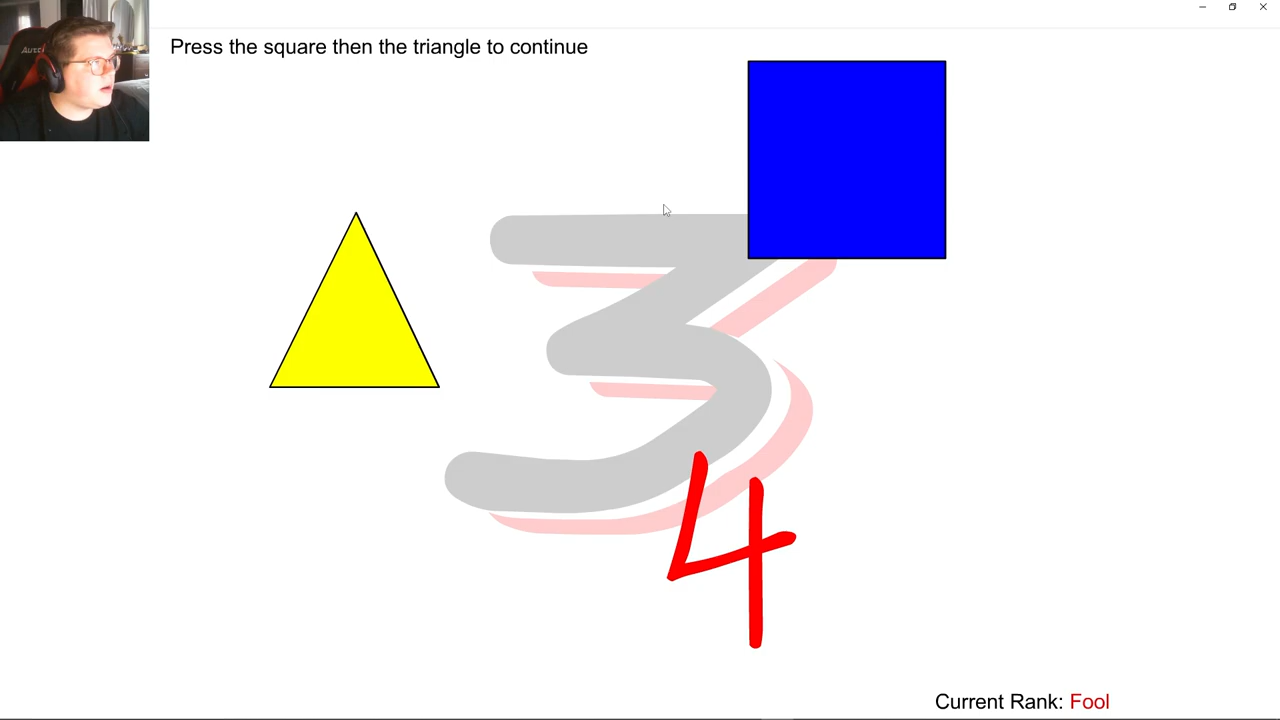 Press the square then the triangle to continue
3
4
Current Rank: Fool